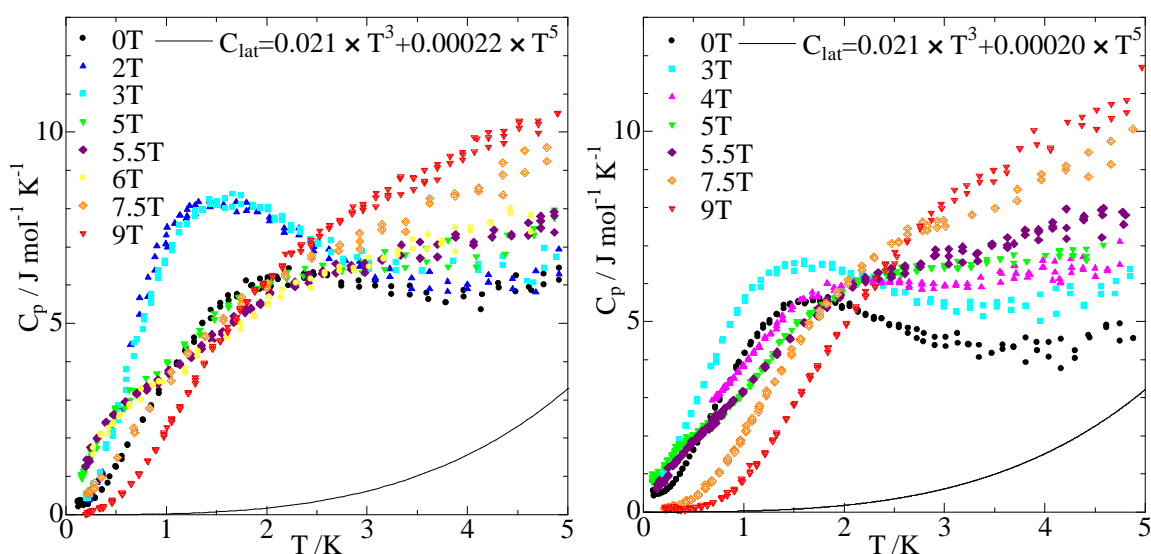 0T C_lat=0.021 × T^3+0.00022 × T^5
2T
3T
5T
5.5T
6T
7.5T
9T
10
5
0
C_p / J mol^-1 K^-1
0 1 2 3 4 5
T /K
0T C_lat=0.021 × T^3+0.00020 × T^5
3T
4T
5T
5.5T
7.5T
9T
10
5
0
C_p / J mol^-1 K^-1
0 1 2 3 4 5
T /K